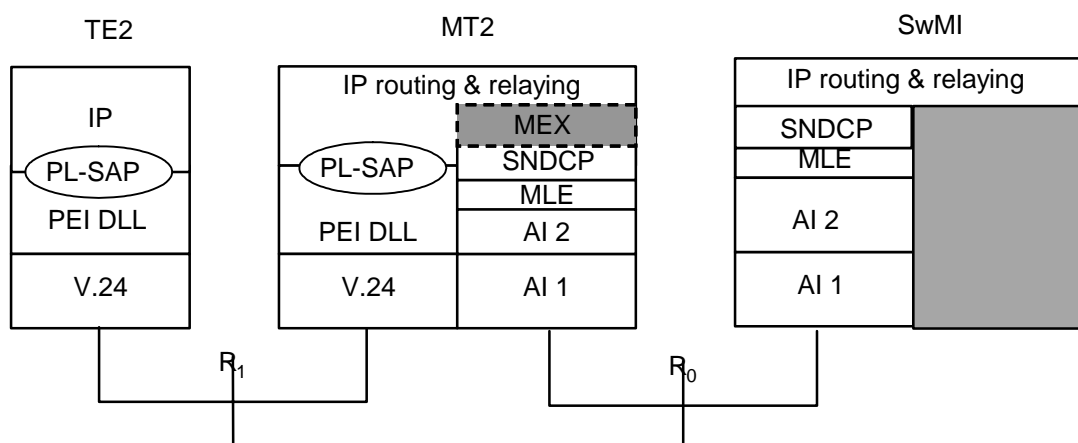 TE2
MT2
SwMI
IP
PL-SAP
PEI DLL
V.24
IP routing & relaying
PL-SAP
PEI DLL
V.24
MEX
SNDCP
MLE
AI 2
AI 1
IP routing & relaying
SNDCP
MLE
AI 2
AI 1
R1
R0